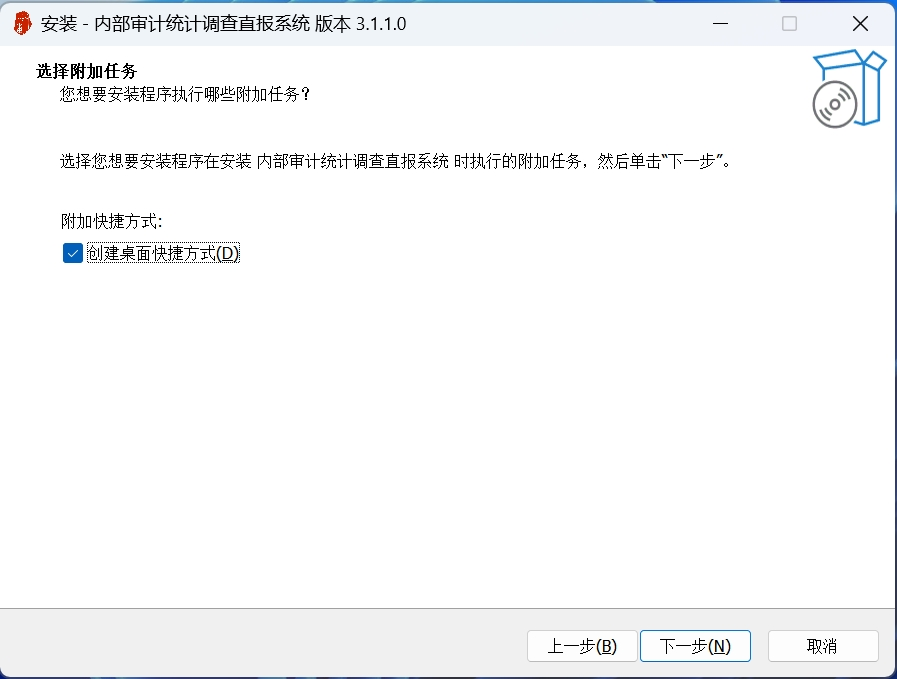 安装 - 内部审计统计调查直报系统 版本 3.1.1.0
选择附加任务
您想要安装程序执行哪些附加任务？
选择您想要安装程序在安装 内部审计统计调查直报系统 时执行的附加任务，然后单击“下一步”。
附加快捷方式:
创建桌面快捷方式(D)
上一步(B)
下一步(N)
取消